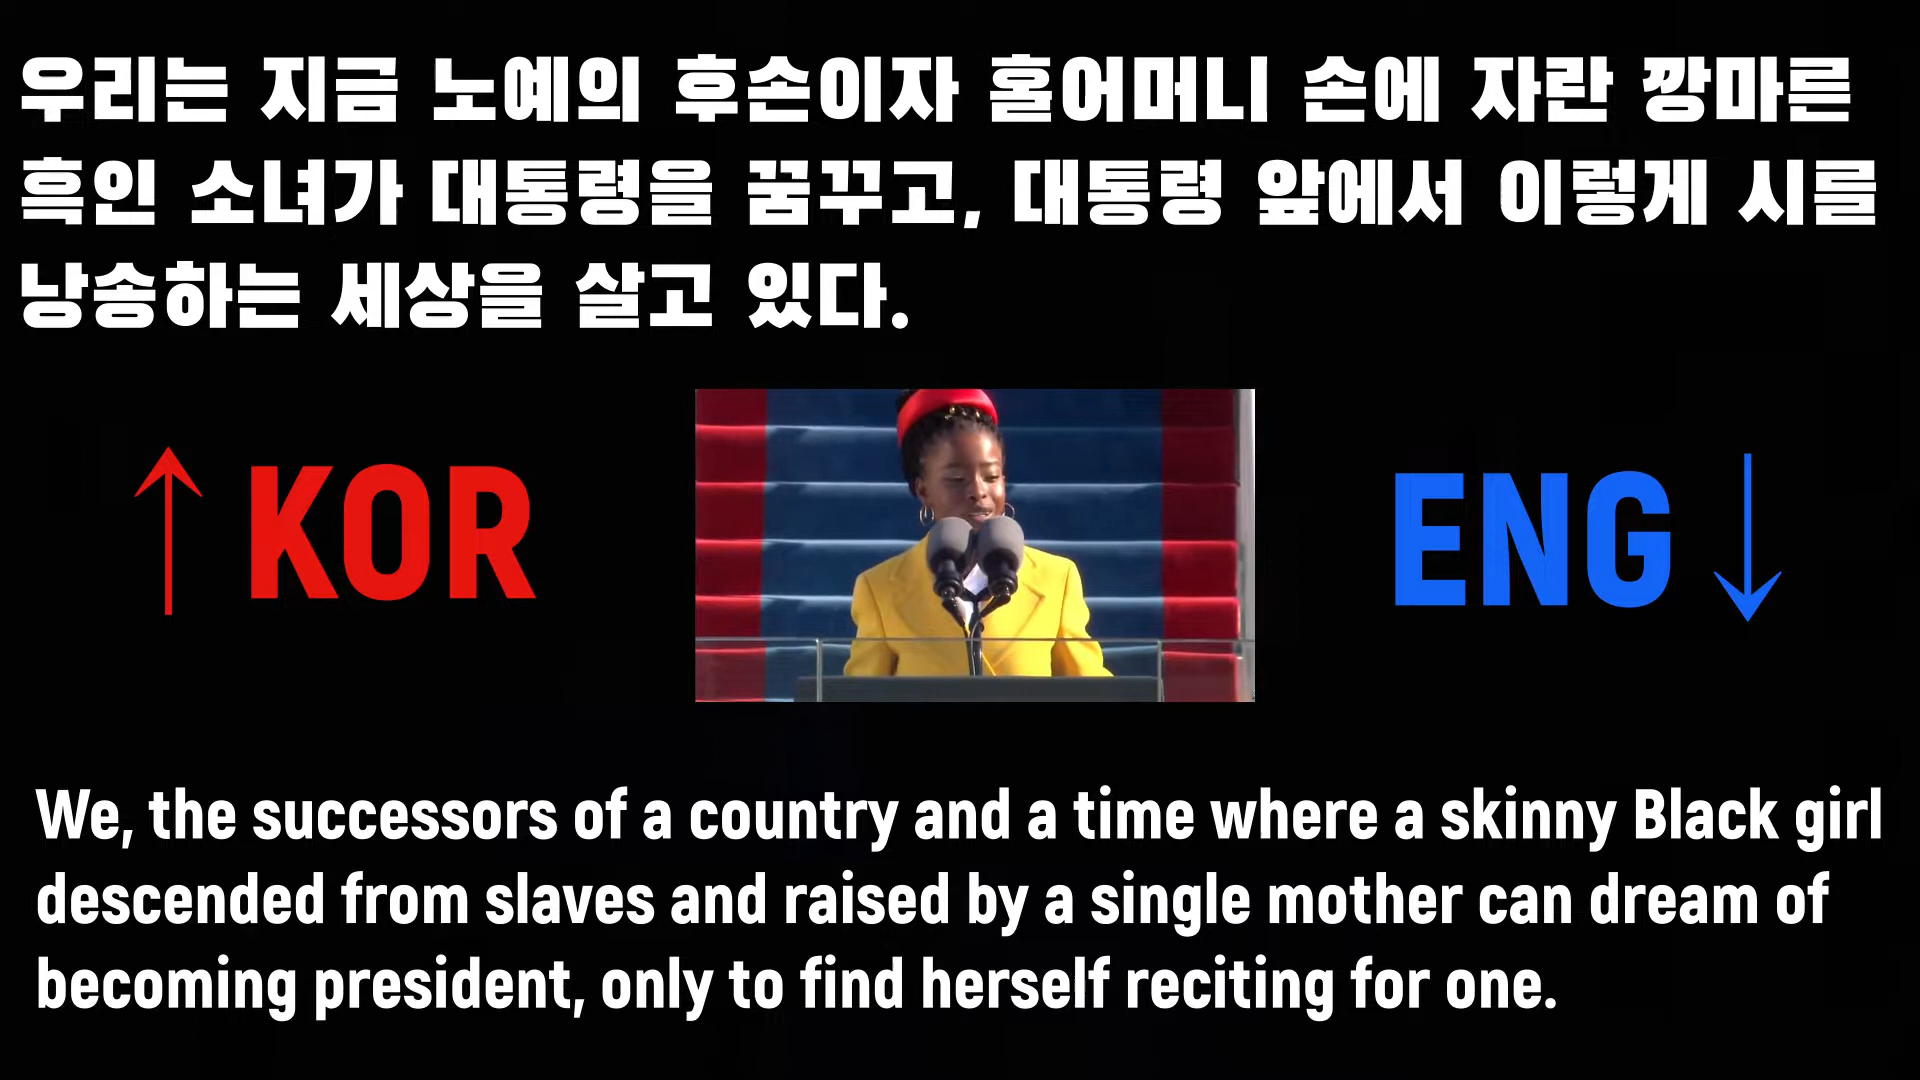 우리는 지금 노예의 후손이자 홀어머니 손에 자란 깡마른
흑인 소녀가 대통령을 꿈꾸고, 대통령 앞에서 이렇게 시를
낭송하는 세상을 살고 있다.
↑ KOR
ENG ↓
We, the successors of a country and a time where a skinny Black girl
descended from slaves and raised by a single mother can dream of
becoming president, only to find herself reciting for one.